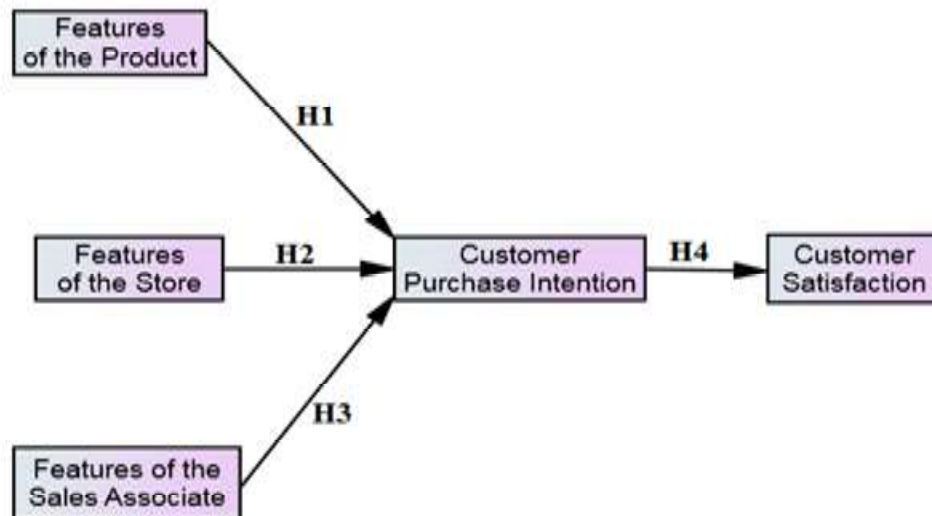 Features
of the Product
H1
Features
of the Store
H2
Customer
Purchase Intention
H4
Customer
Satisfaction
H3
Features of the
Sales Associate